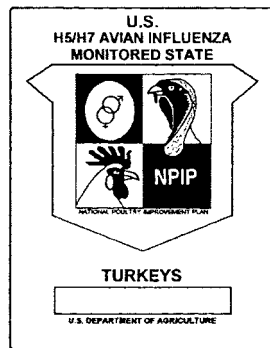 U.S.
H5/H7 AVIAN INFLUENZA
MONITORED STATE
NPIP
NATIONAL POULTRY IMPROVEMENT PLAN
TURKEYS
U.S. DEPARTMENT OF AGRICULTURE